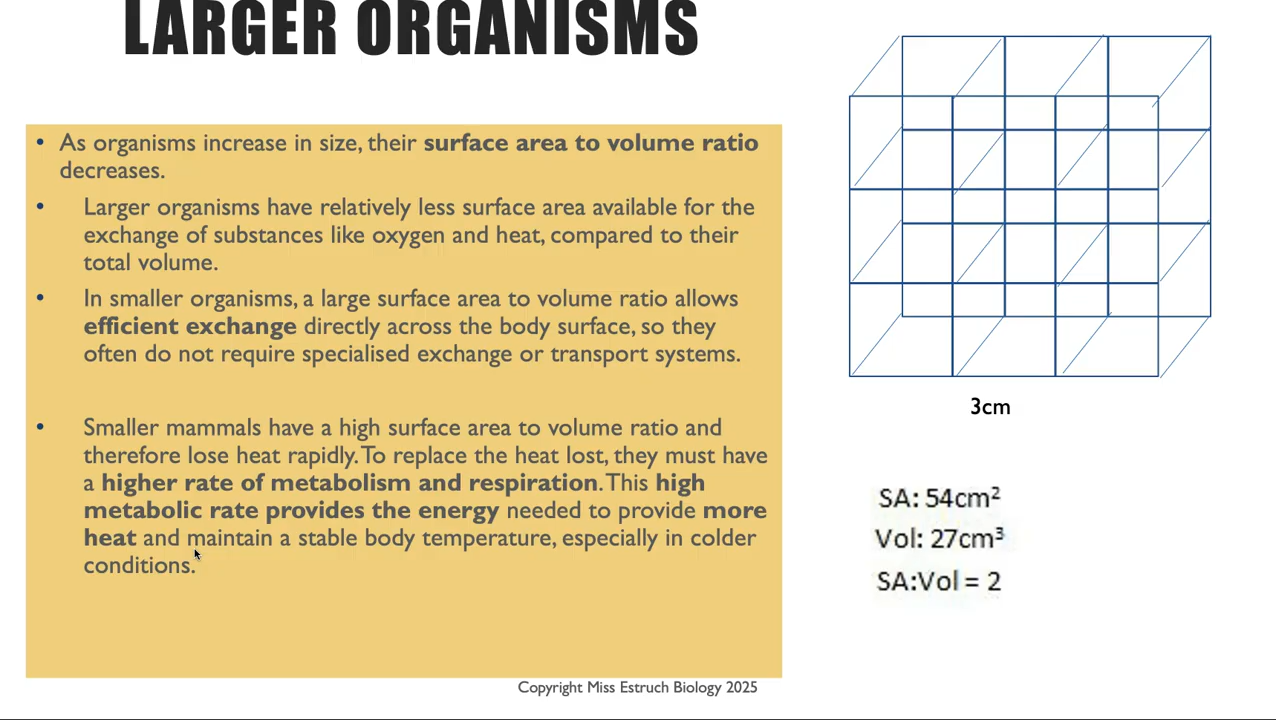 LARGER ORGANISMS
• As organisms increase in size, their surface area to volume ratio
decreases.
• Larger organisms have relatively less surface area available for the
exchange of substances like oxygen and heat, compared to their
total volume.
• In smaller organisms, a large surface area to volume ratio allows
efficient exchange directly across the body surface, so they
often do not require specialised exchange or transport systems.
• Smaller mammals have a high surface area to volume ratio and
therefore lose heat rapidly. To replace the heat lost, they must have
a higher rate of metabolism and respiration. This high
metabolic rate provides the energy needed to provide more
heat and maintain a stable body temperature, especially in colder
conditions.
3cm
SA: 54cm²
Vol: 27cm³
SA:Vol = 2
Copyright Miss Estruch Biology 2025